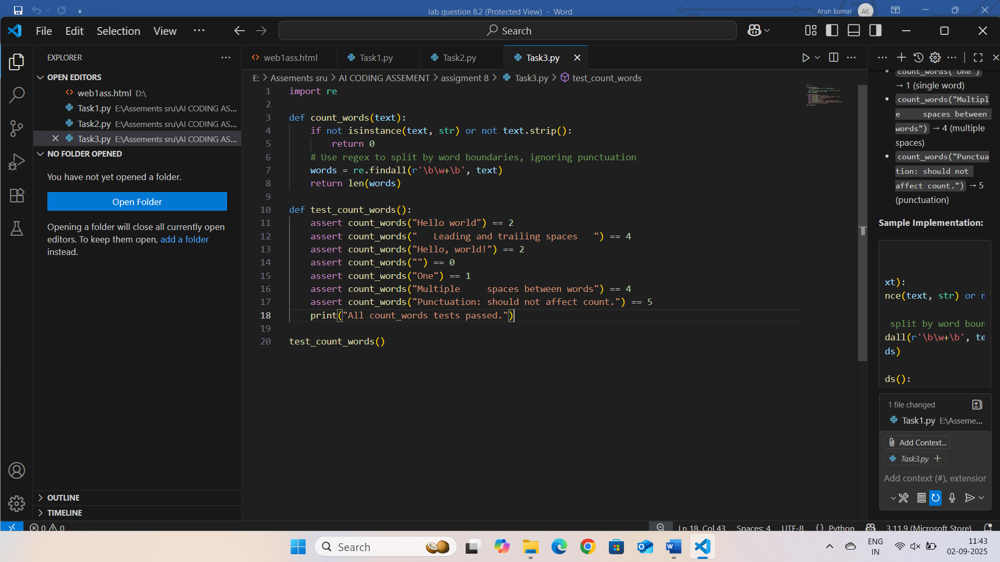 lab question 8.2 (Protected View) - Word
Arun kumar
AK
File Edit Selection View
Search
EXPLORER
OPEN EDITORS
web1ass.html D:\
Task1.py E:\Assements sru\AI CODING AS...
Task2.py E:\Assements sru\AI CODING AS...
Task3.py E:\Assements sru\AI CODING AS...
NO FOLDER OPENED
You have not yet opened a folder.
Open Folder
Opening a folder will close all currently open
editors. To keep them open, add a folder
instead.
OUTLINE
TIMELINE
web1ass.html
Task1.py
Task2.py
Task3.py
E: > Assements sru > AI CODING ASSEMENT > assigment 8 > Task3.py > test_count_words
1 import re
2
3 def count_words(text):
4     if not isinstance(text, str) or not text.strip():
5         return 0
6     # Use regex to split by word boundaries, ignoring punctuation
7     words = re.findall(r'\b\w+\b', text)
8     return len(words)
9
10 def test_count_words():
11     assert count_words("Hello world") == 2
12     assert count_words("   Leading and trailing spaces   ") == 4
13     assert count_words("Hello, world!") == 2
14     assert count_words("") == 0
15     assert count_words("One") == 1
16     assert count_words("Multiple     spaces between words") == 4
17     assert count_words("Punctuation: should not affect count.") == 5
18     print("All count_words tests passed.")
19
20 test_count_words()
count_words("One")
→ 1 (single word)
count_words("Multipl
e     spaces between
words") → 4 (multiple
spaces)
count_words("Punctua
tion: should not
affect count.") → 5
(punctuation)
Sample Implementation:
xt):
nce(text, str) or n
split by word boun
dall(r'\b\w+\b', te
ds)
ds():
1 file changed
Task1.py E:\Asseme...
Add Context...
Task3.py
Add context (#), extension
0 0
Ln 18, Col 43
Spaces: 4
UTF-8
{} Python
3.11.9 (Microsoft Store)
Search
ENG
IN
11:43
02-09-2025